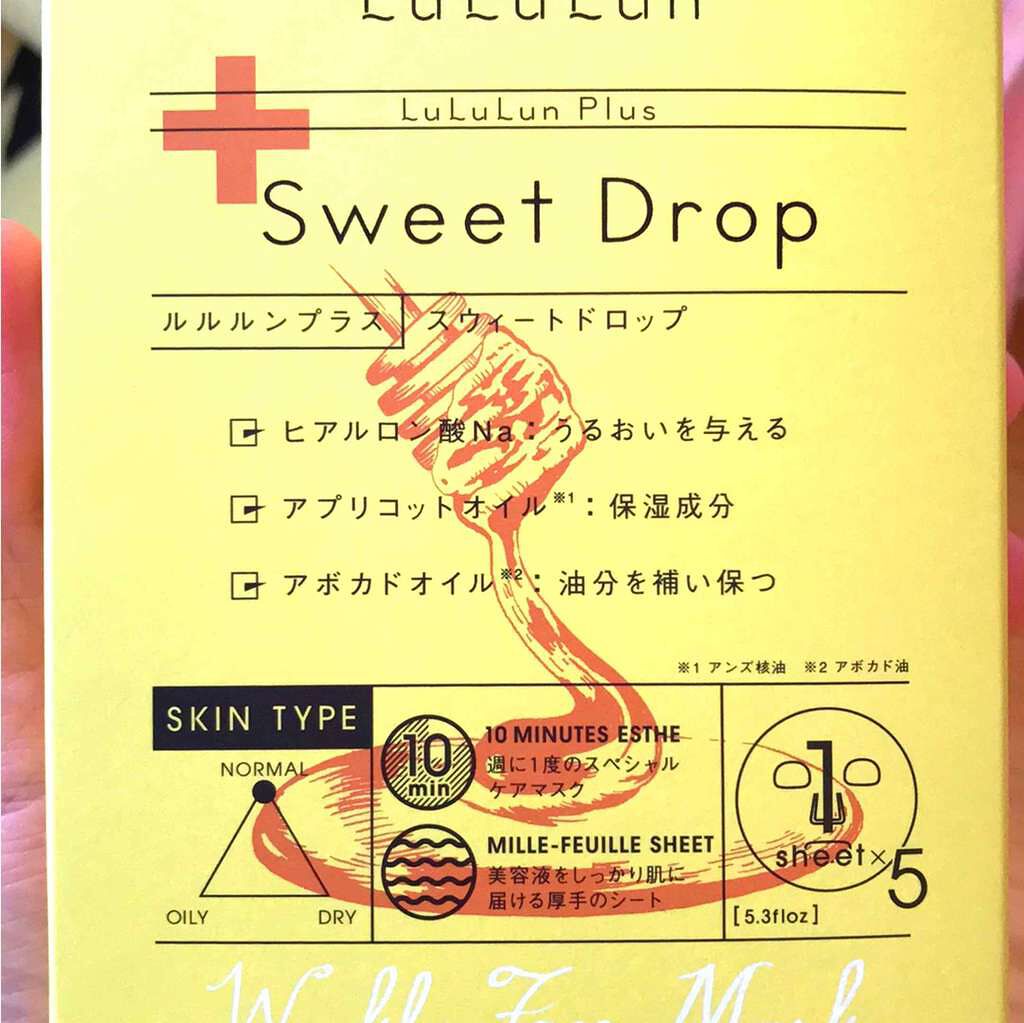 LuLuLun
LuLuLun Plus
Sweet Drop
ルルルンプラス
スウィートドロップ
ヒアルロン酸Na：うるおいを与える
アプリコットオイル※1：保湿成分
アボカドオイル※2：油分を補い保つ
※1 アンズ核油 ※2 アボカド油
SKIN TYPE
NORMAL
OILY DRY
10
min
10 MINUTES ESTHE
週に1度のスペシャル
ケアマスク
MILLE-FEUILLE SHEET
美容液をしっかり肌に
届ける厚手のシート
1
sheet×5
[5.3floz]